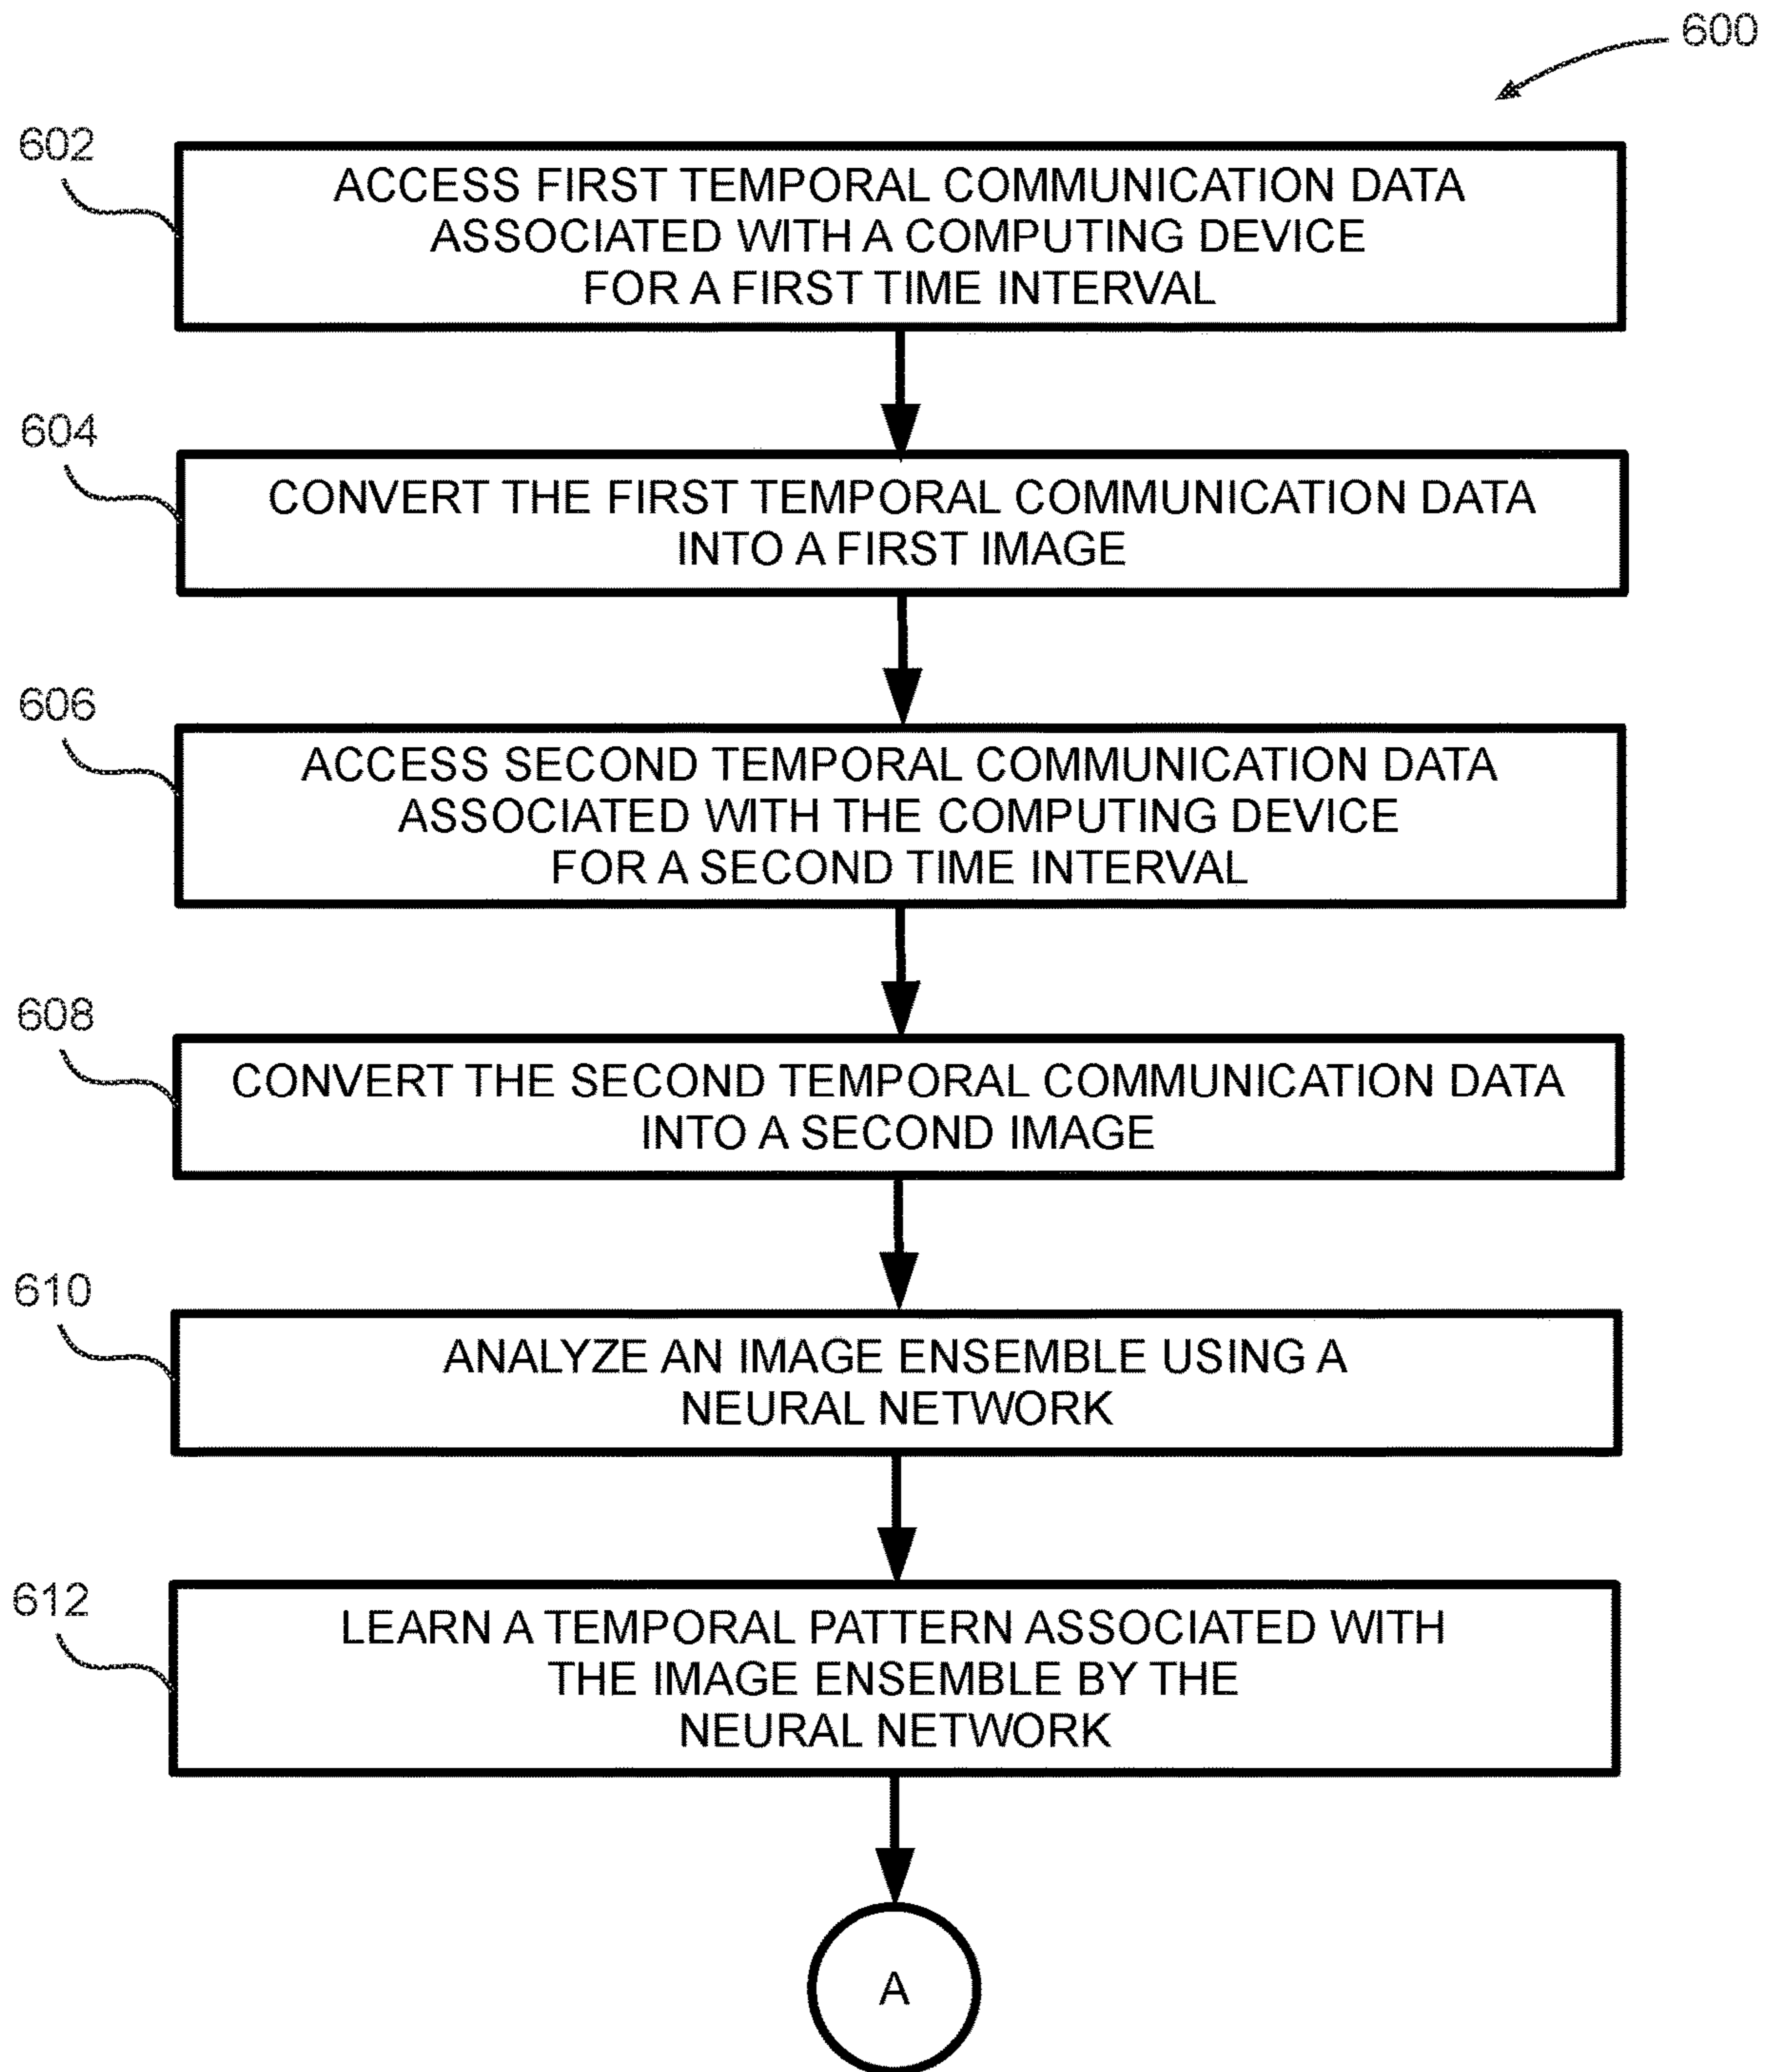 600
602
ACCESS FIRST TEMPORAL COMMUNICATION DATA
ASSOCIATED WITH A COMPUTING DEVICE
FOR A FIRST TIME INTERVAL
604
CONVERT THE FIRST TEMPORAL COMMUNICATION DATA
INTO A FIRST IMAGE
606
ACCESS SECOND TEMPORAL COMMUNICATION DATA
ASSOCIATED WITH THE COMPUTING DEVICE
FOR A SECOND TIME INTERVAL
608
CONVERT THE SECOND TEMPORAL COMMUNICATION DATA
INTO A SECOND IMAGE
610
ANALYZE AN IMAGE ENSEMBLE USING A
NEURAL NETWORK
612
LEARN A TEMPORAL PATTERN ASSOCIATED WITH
THE IMAGE ENSEMBLE BY THE
NEURAL NETWORK
A